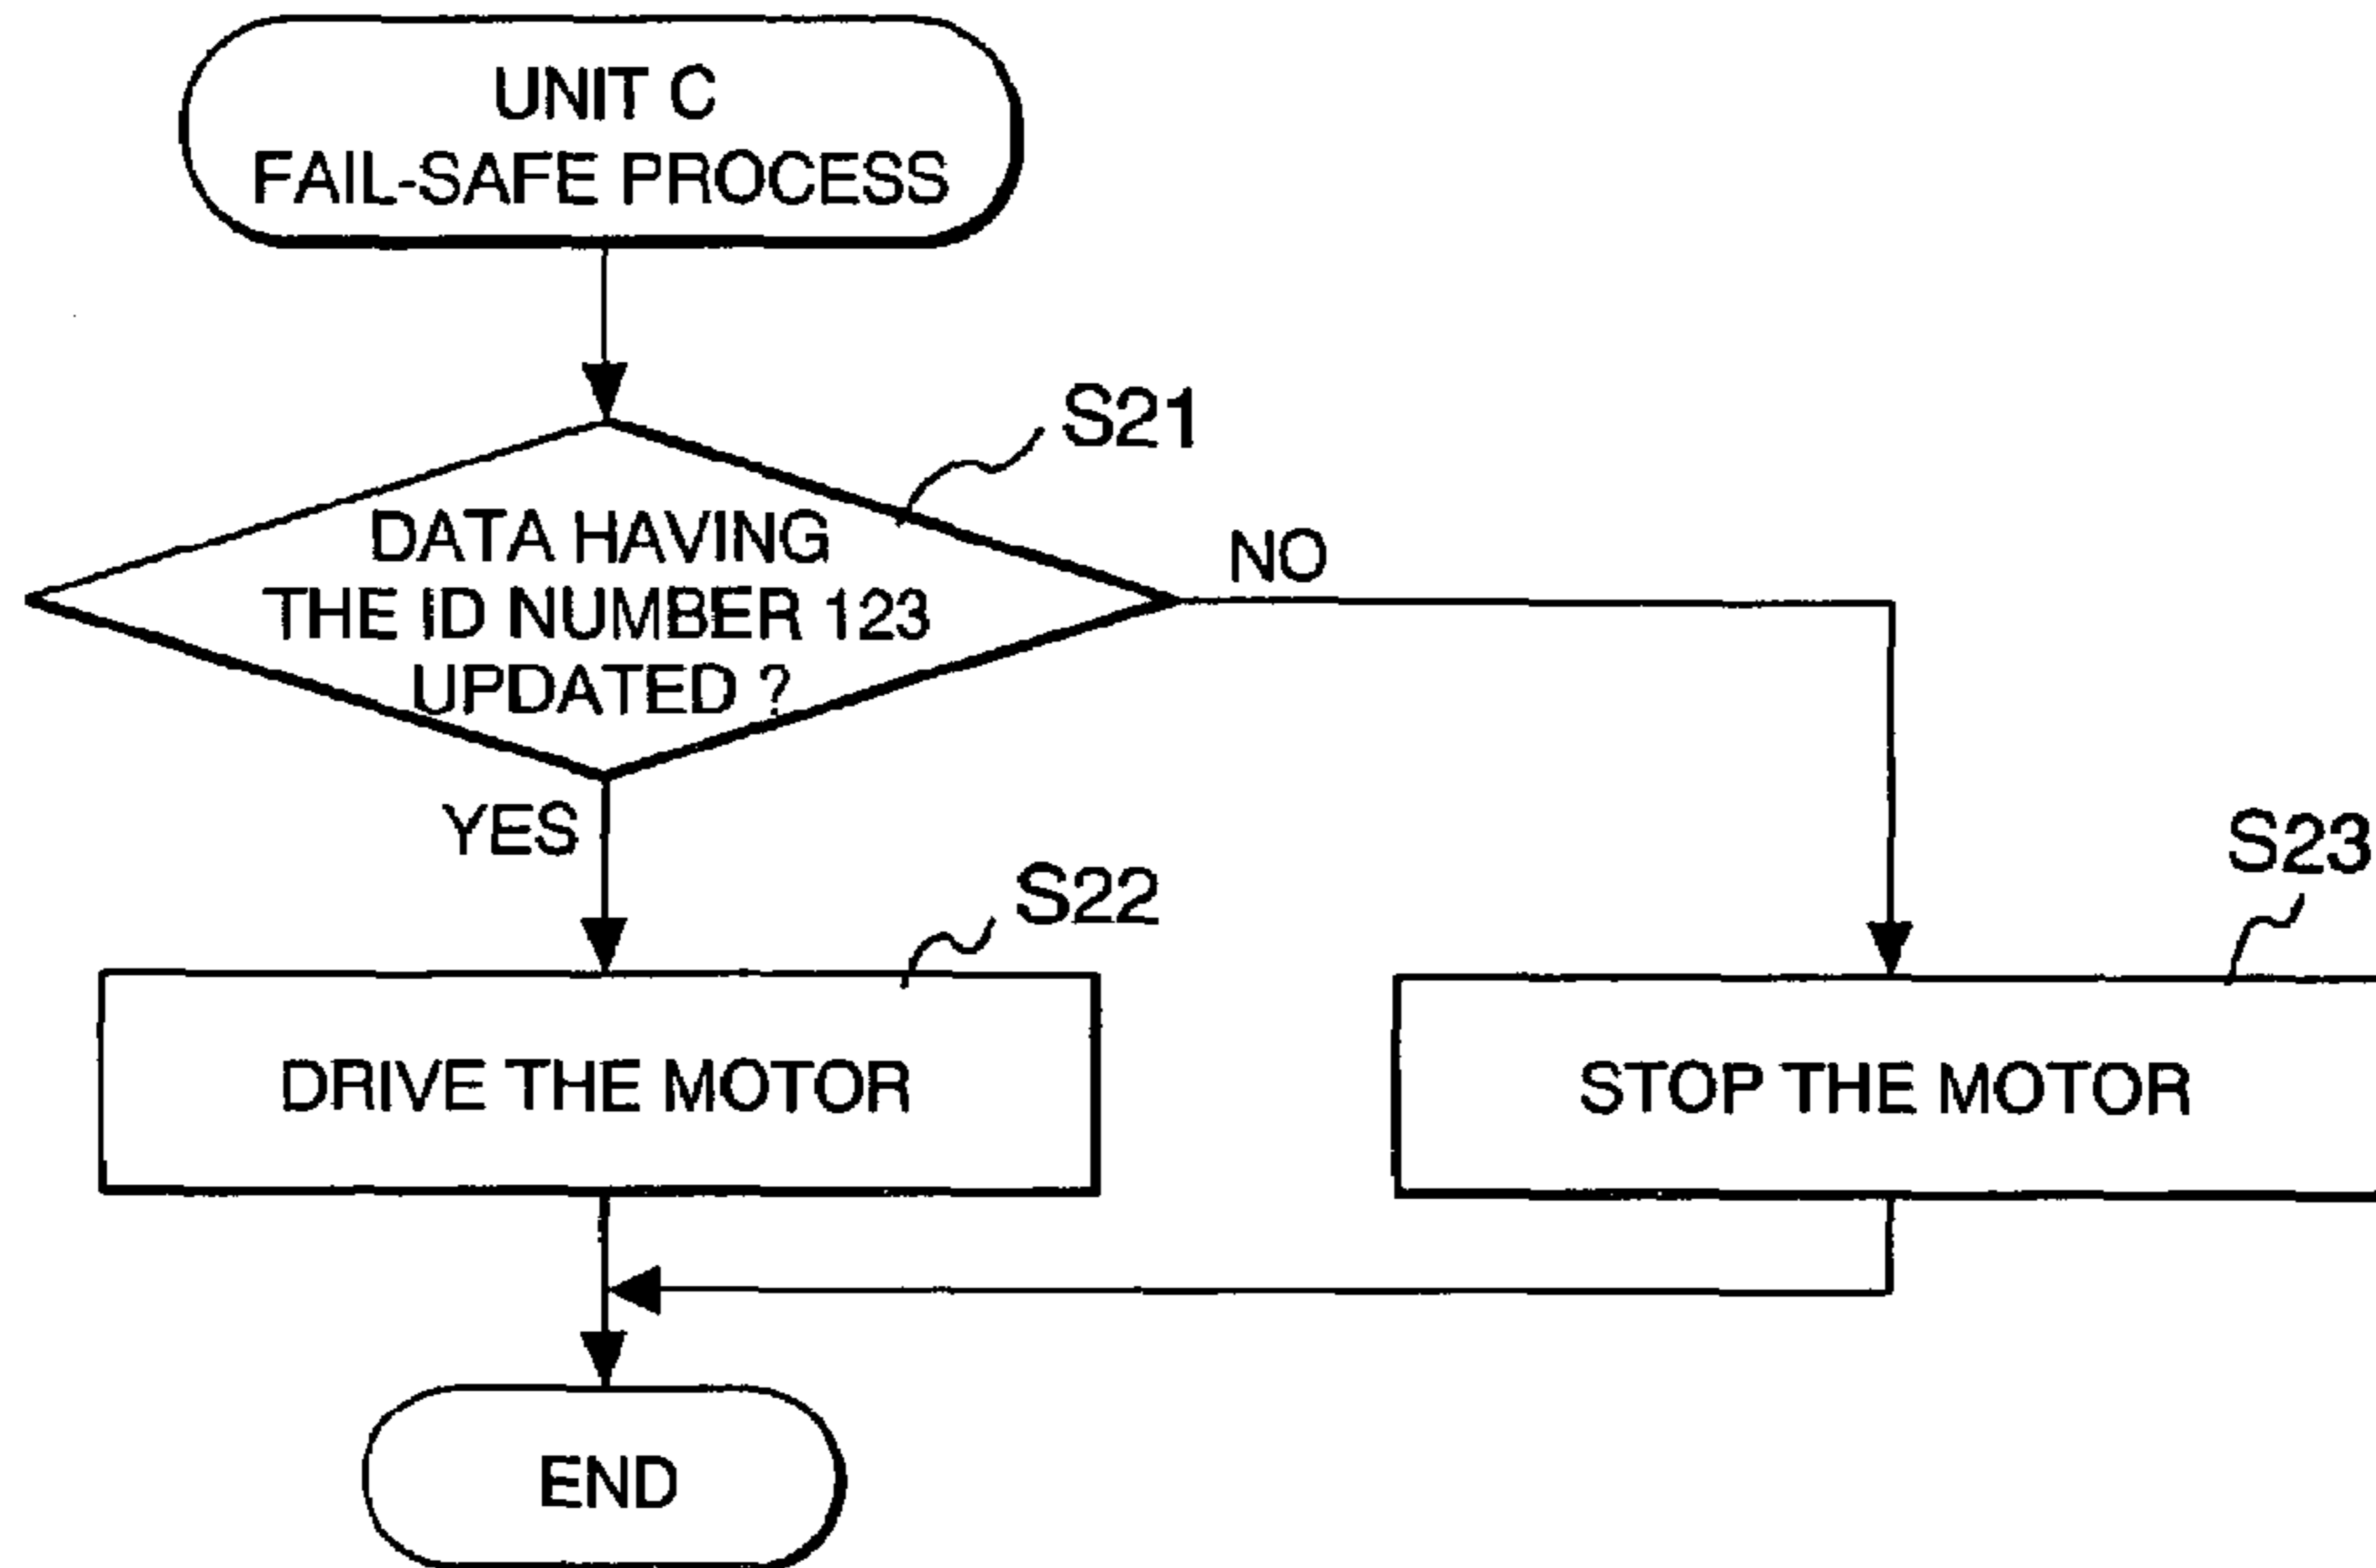 UNIT C
FAIL-SAFE PROCESS
S21
DATA HAVING
THE ID NUMBER 123
UPDATED ?
NO
YES
S22
S23
DRIVE THE MOTOR
STOP THE MOTOR
END